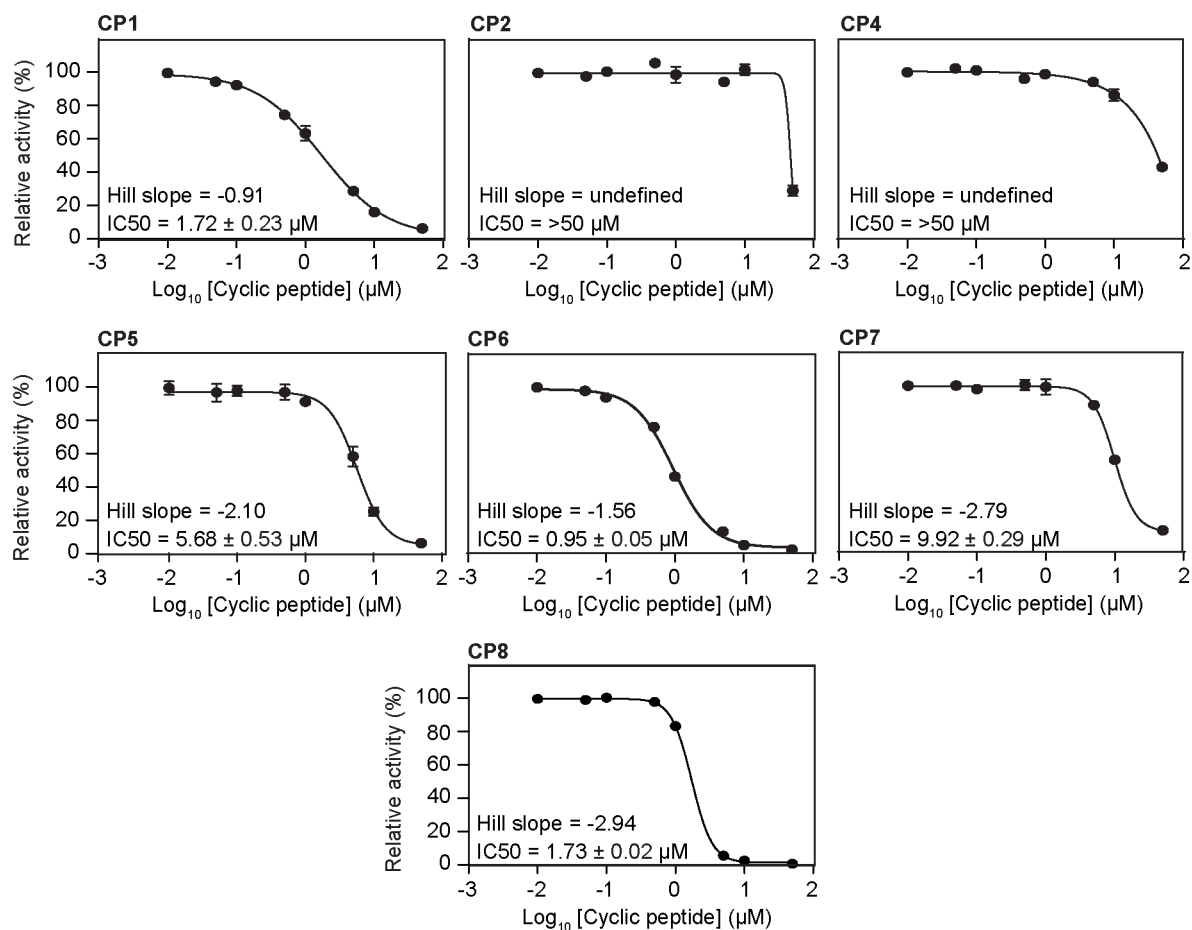 CP1
CP2
CP4
Relative activity (%)
100
80
60
40
20
0
Hill slope = -0.91
IC50 = 1.72 ± 0.23 µM
Hill slope = undefined
IC50 = >50 µM
Hill slope = undefined
IC50 = >50 µM
-3 -2 -1 0 1 2
-3 -2 -1 0 1 2
-3 -2 -1 0 1 2
Log10 [Cyclic peptide] (µM)
Log10 [Cyclic peptide] (µM)
Log10 [Cyclic peptide] (µM)
CP5
CP6
CP7
Relative activity (%)
100
80
60
40
20
0
Hill slope = -2.10
IC50 = 5.68 ± 0.53 µM
Hill slope = -1.56
IC50 = 0.95 ± 0.05 µM
Hill slope = -2.79
IC50 = 9.92 ± 0.29 µM
-3 -2 -1 0 1 2
-3 -2 -1 0 1 2
-3 -2 -1 0 1 2
Log10 [Cyclic peptide] (µM)
Log10 [Cyclic peptide] (µM)
Log10 [Cyclic peptide] (µM)
CP8
Relative activity (%)
100
80
60
40
20
0
Hill slope = -2.94
IC50 = 1.73 ± 0.02 µM
-3 -2 -1 0 1 2
Log10 [Cyclic peptide] (µM)